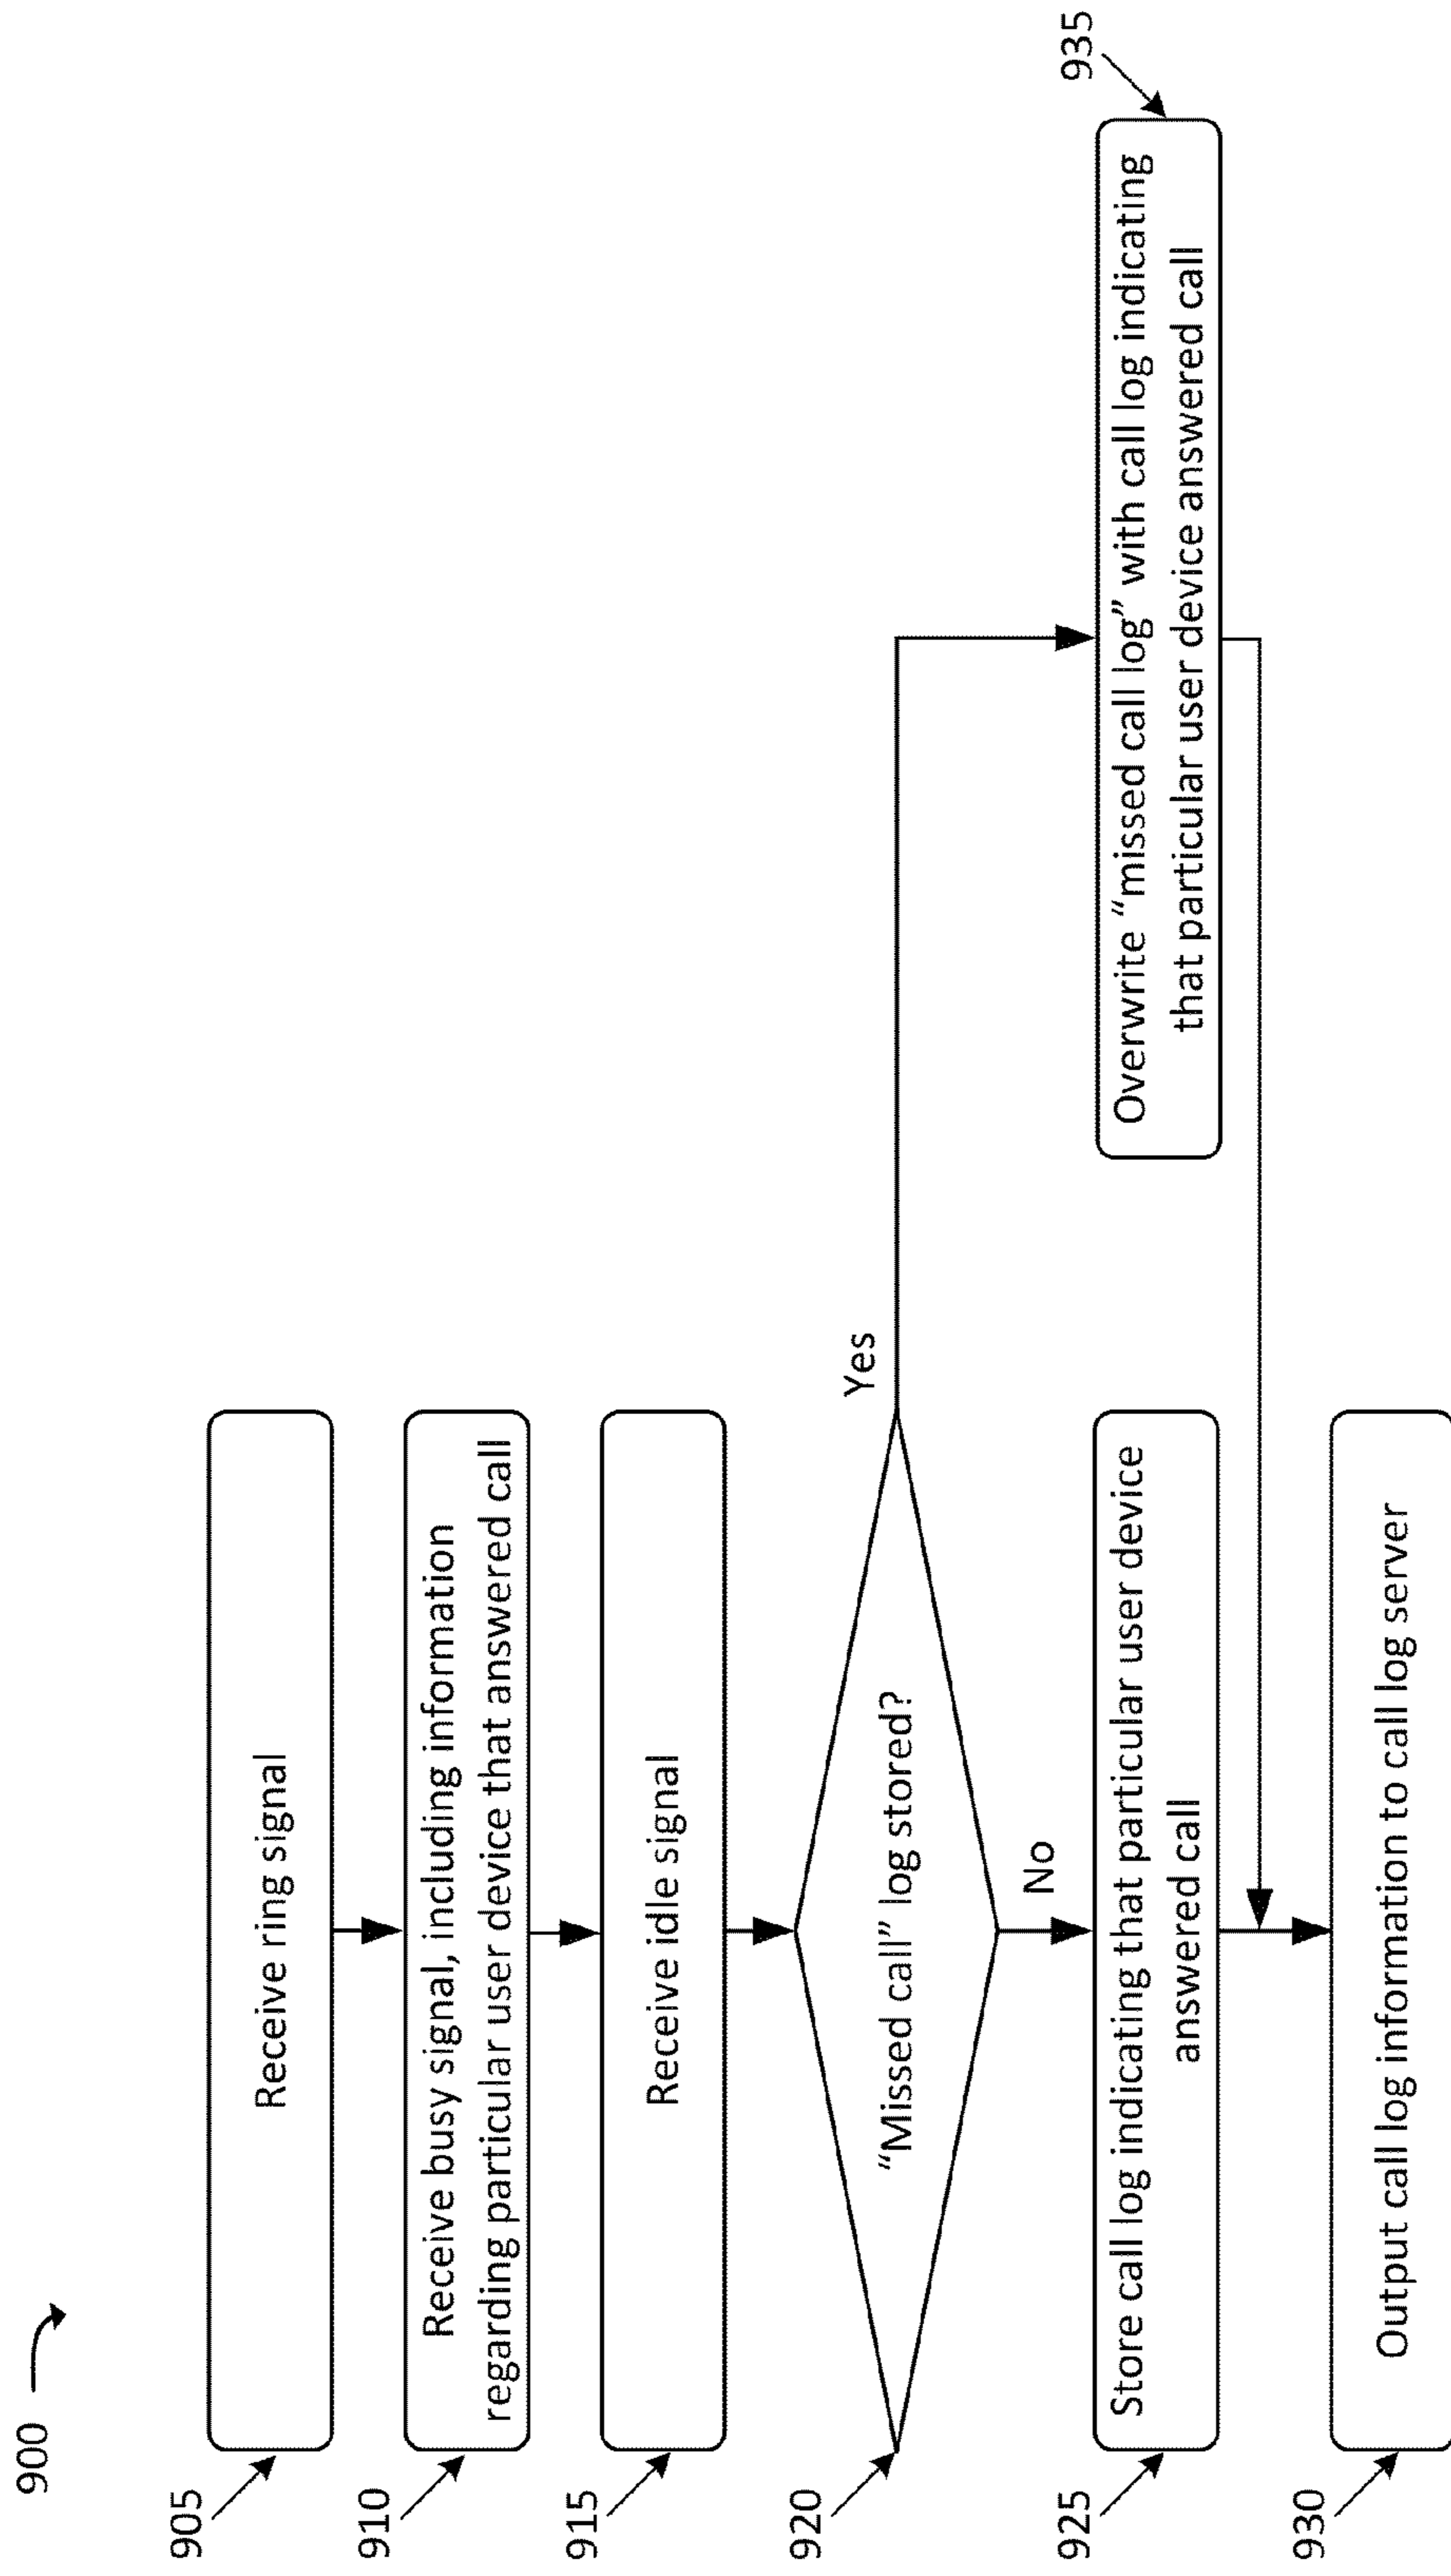 900
905
Receive ring signal
910
Receive busy signal, including information
regarding particular user device that answered call
915
Receive idle signal
920
“Missed call” log stored?
Yes
No
925
Store call log indicating that particular user device
answered call
935
Overwrite “missed call log” with call log indicating
that particular user device answered call
930
Output call log information to call log server